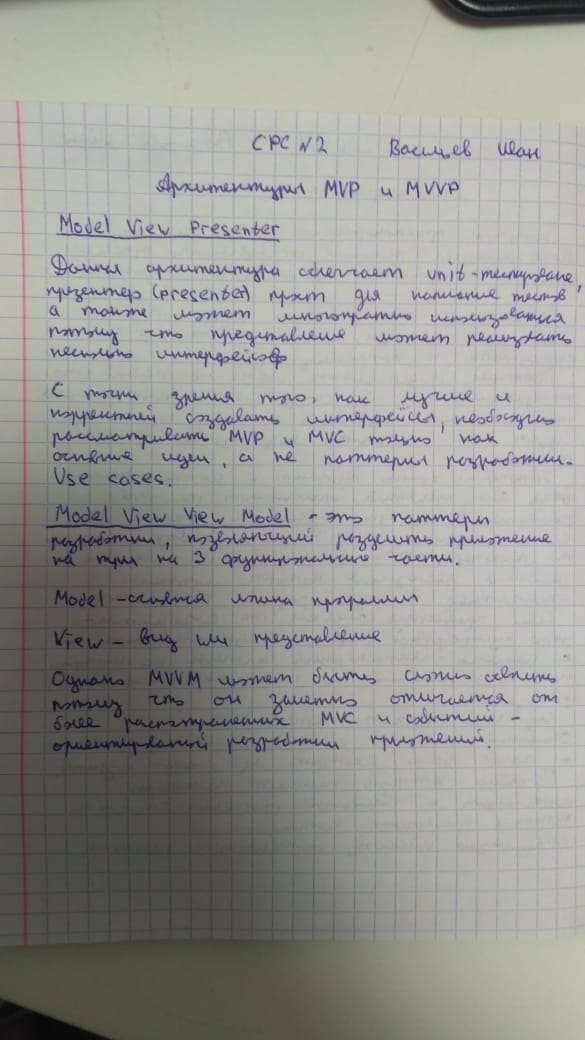 СРС №2 Васильев Иван
Архитектуры MVP и MVVP
Model View Presenter
Данная архитектура облегчает unit-тестирование,
презентер (presenter) прост для написания тестов
а также может многократно использоваться
потому что представление может реализовать
несколько интерфейсов
С точки зрения того, как лучше и
корректней создавать интерфейсы, необходимо
рассматривать MVP и MVC только как
основные идеи, а не паттерны разработки.
Use cases.
Model View View Model - это паттерн
разработки, позволяющий разделить приложение
на три на 3 функциональные части.
Model - основная логика программы
View - вид или представление
Однако MVVM может быть сложно освоить
потому что он заметно отличается от
более распространенных MVC и событий -
ориентированной разработки приложений.